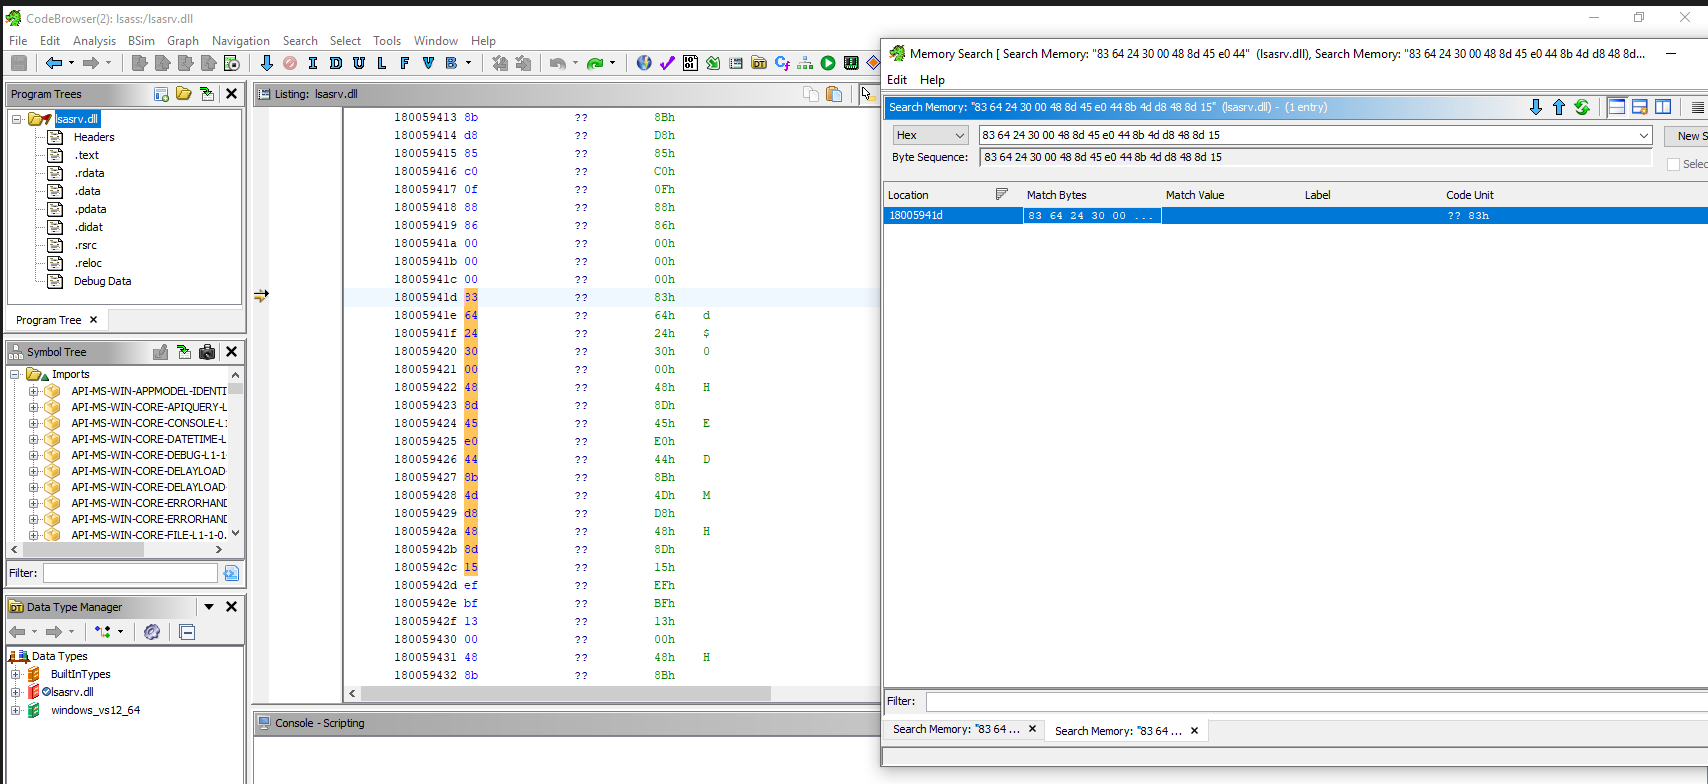 CodeBrowser(2): lsass:/lsasrv.dll
File Edit Analysis BSim Graph Navigation Search Select Tools Window Help
I D U L F V B
Program Trees
lsasrv.dll
Headers
.text
.rdata
.data
.pdata
.didat
.rsrc
.reloc
Debug Data
Program Tree
Symbol Tree
Imports
API-MS-WIN-APPMODEL-IDENTI
API-MS-WIN-CORE-APIQUERY-L
API-MS-WIN-CORE-CONSOLE-L1
API-MS-WIN-CORE-DATETIME-L
API-MS-WIN-CORE-DEBUG-L1-1
API-MS-WIN-CORE-DELAYLOAD-
API-MS-WIN-CORE-DELAYLOAD-
API-MS-WIN-CORE-ERRORHAND
API-MS-WIN-CORE-ERRORHAND
API-MS-WIN-CORE-FILE-L1-1-0.
Filter:
Data Type Manager
Data Types
BuiltInTypes
lsasrv.dll
windows_vs12_64
Listing: lsasrv.dll
180059413 8b ?? 8Bh
180059414 d8 ?? D8h
180059415 85 ?? 85h
180059416 c0 ?? C0h
180059417 0f ?? 0Fh
180059418 88 ?? 88h
180059419 86 ?? 86h
18005941a 00 ?? 00h
18005941b 00 ?? 00h
18005941c 00 ?? 00h
18005941d 83 ?? 83h
18005941e 64 ?? 64h d
18005941f 24 ?? 24h $
180059420 30 ?? 30h 0
180059421 00 ?? 00h
180059422 48 ?? 48h H
180059423 8d ?? 8Dh
180059424 45 ?? 45h E
180059425 e0 ?? E0h
180059426 44 ?? 44h D
180059427 8b ?? 8Bh
180059428 4d ?? 4Dh M
180059429 d8 ?? D8h
18005942a 48 ?? 48h H
18005942b 8d ?? 8Dh
18005942c 15 ?? 15h
18005942d ef ?? EFh
18005942e bf ?? BFh
18005942f 13 ?? 13h
180059430 00 ?? 00h
180059431 48 ?? 48h H
180059432 8b ?? 8Bh
Console - Scripting
Memory Search [ Search Memory: "83 64 24 30 00 48 8d 45 e0 44" (lsasrv.dll), Search Memory: "83 64 24 30 00 48 8d 45 e0 44 8b 4d d8 48 8d...
Edit Help
Search Memory: "83 64 24 30 00 48 8d 45 e0 44 8b 4d d8 48 8d 15" (lsasrv.dll) - (1 entry)
Hex 83 64 24 30 00 48 8d 45 e0 44 8b 4d d8 48 8d 15 New S
Byte Sequence: 83 64 24 30 00 48 8d 45 e0 44 8b 4d d8 48 8d 15 Selec
Location Match Bytes Match Value Label Code Unit
18005941d 83 64 24 30 00 ... ?? 83h
Filter:
Search Memory: "83 64 ... Search Memory: "83 64 ...